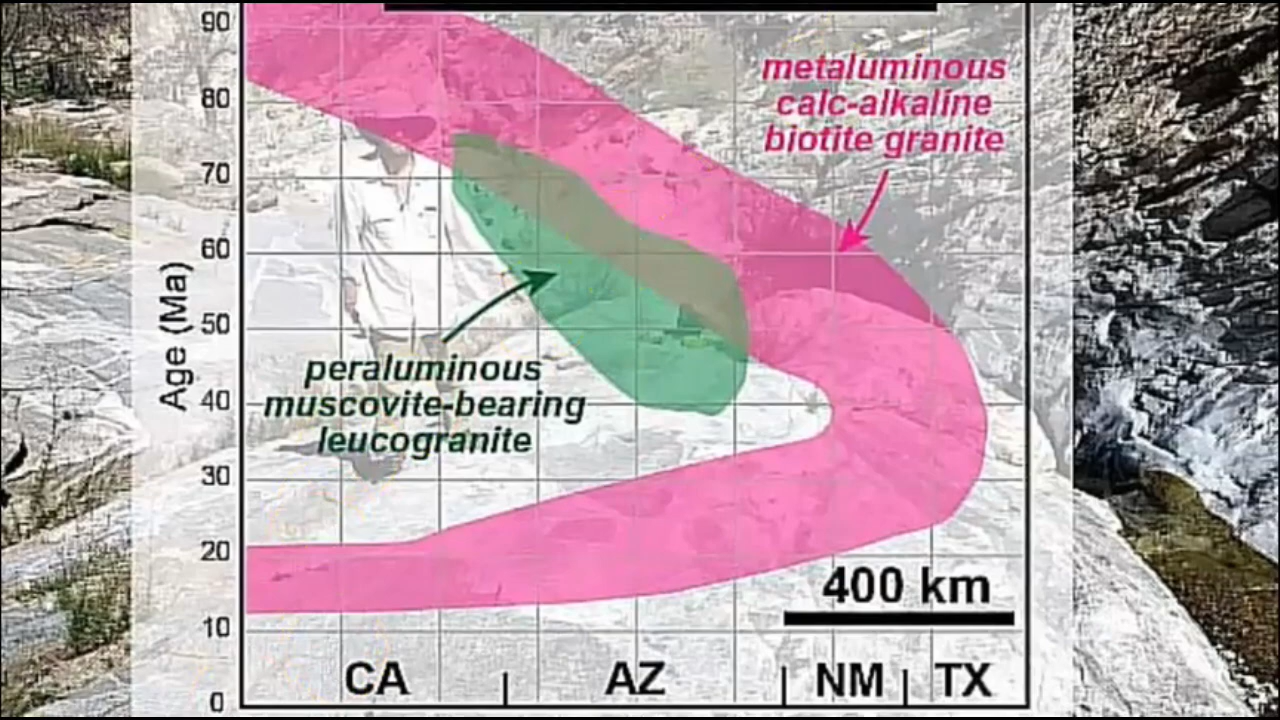 90
80
70
60
50
40
30
20
10
0
Age (Ma)
metaluminous
calc-alkaline
biotite granite
peraluminous
muscovite-bearing
leucogranite
400 km
CA
AZ
NM
TX